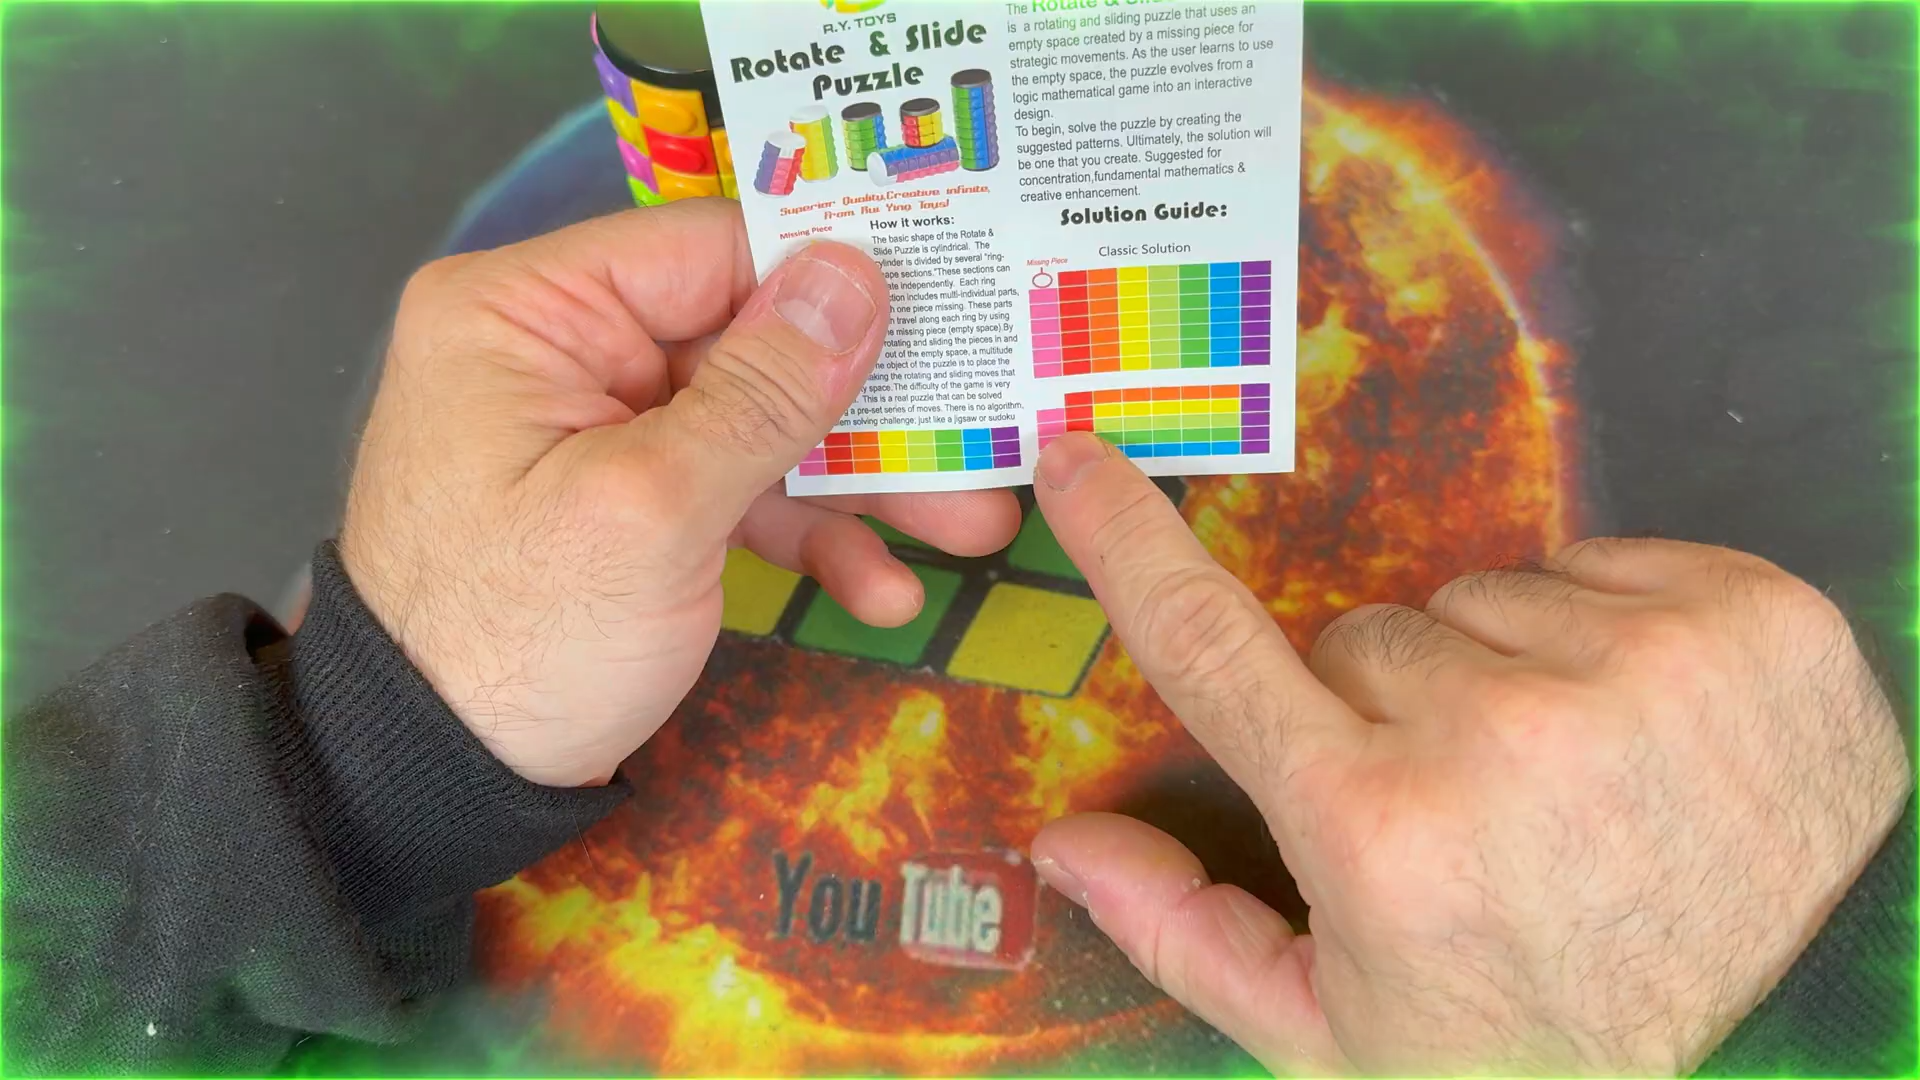 R.Y. TOYS
Rotate & Slide
Puzzle
Superior Quality,Creative infinite,
from Rui Ying Toys!
Missing Piece
How it works:
The basic shape of the Rotate &
Slide Puzzle is cylindrical. The
cylinder is divided by several "ring-
sections."These sections can
independently. Each ring
includes multi-individual parts,
one piece missing. These parts
travel along each ring by using
missing piece (empty space).By
rotating and sliding the pieces in and
out of the empty space, a multitude
object of the puzzle is to place the
the rotating and sliding moves that
space.The difficulty of the game is very
This is a real puzzle that can be solved
a pre-set series of moves. There is no algorithm,
solving challenge; just like a jigsaw or sudoku
The Rotate &
is a rotating and sliding puzzle that uses an
empty space created by a missing piece for
strategic movements. As the user learns to use
the empty space, the puzzle evolves from a
logic mathematical game into an interactive
design.
To begin, solve the puzzle by creating the
suggested patterns. Ultimately, the solution will
be one that you create. Suggested for
concentration,fundamental mathematics &
creative enhancement.
Solution Guide:
Classic Solution
Missing Piece
YouTube